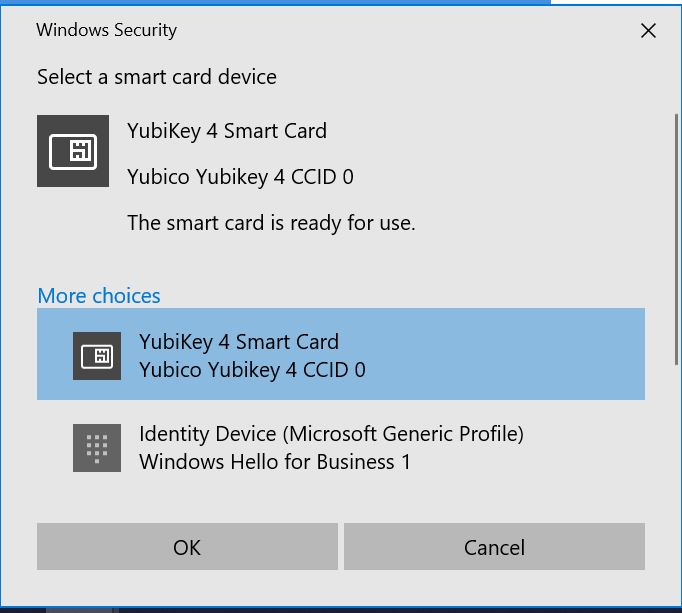 Windows Security
Select a smart card device
YubiKey 4 Smart Card
Yubico Yubikey 4 CCID 0
The smart card is ready for use.
More choices
YubiKey 4 Smart Card
Yubico Yubikey 4 CCID 0
Identity Device (Microsoft Generic Profile)
Windows Hello for Business 1
OK
Cancel